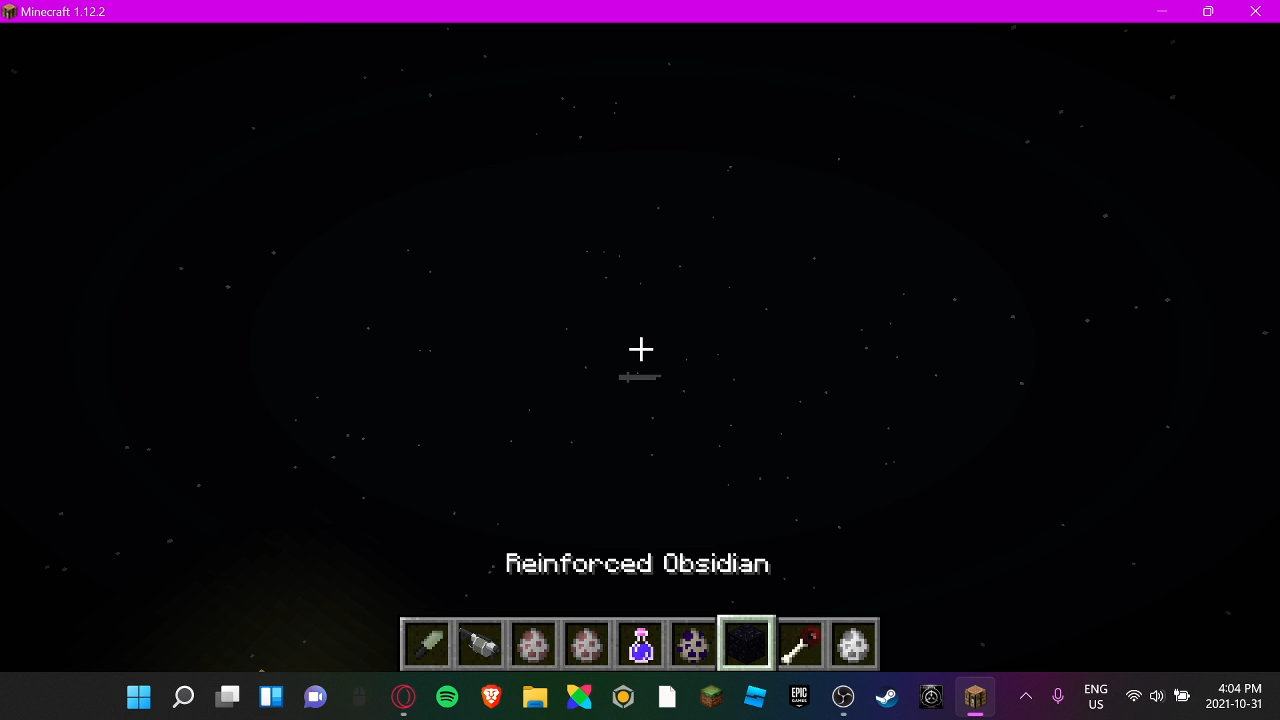 Minecraft 1.12.2
Reinforced Obsidian
EPIC
GAMES
ENG
US
4:04 PM
2021-10-31